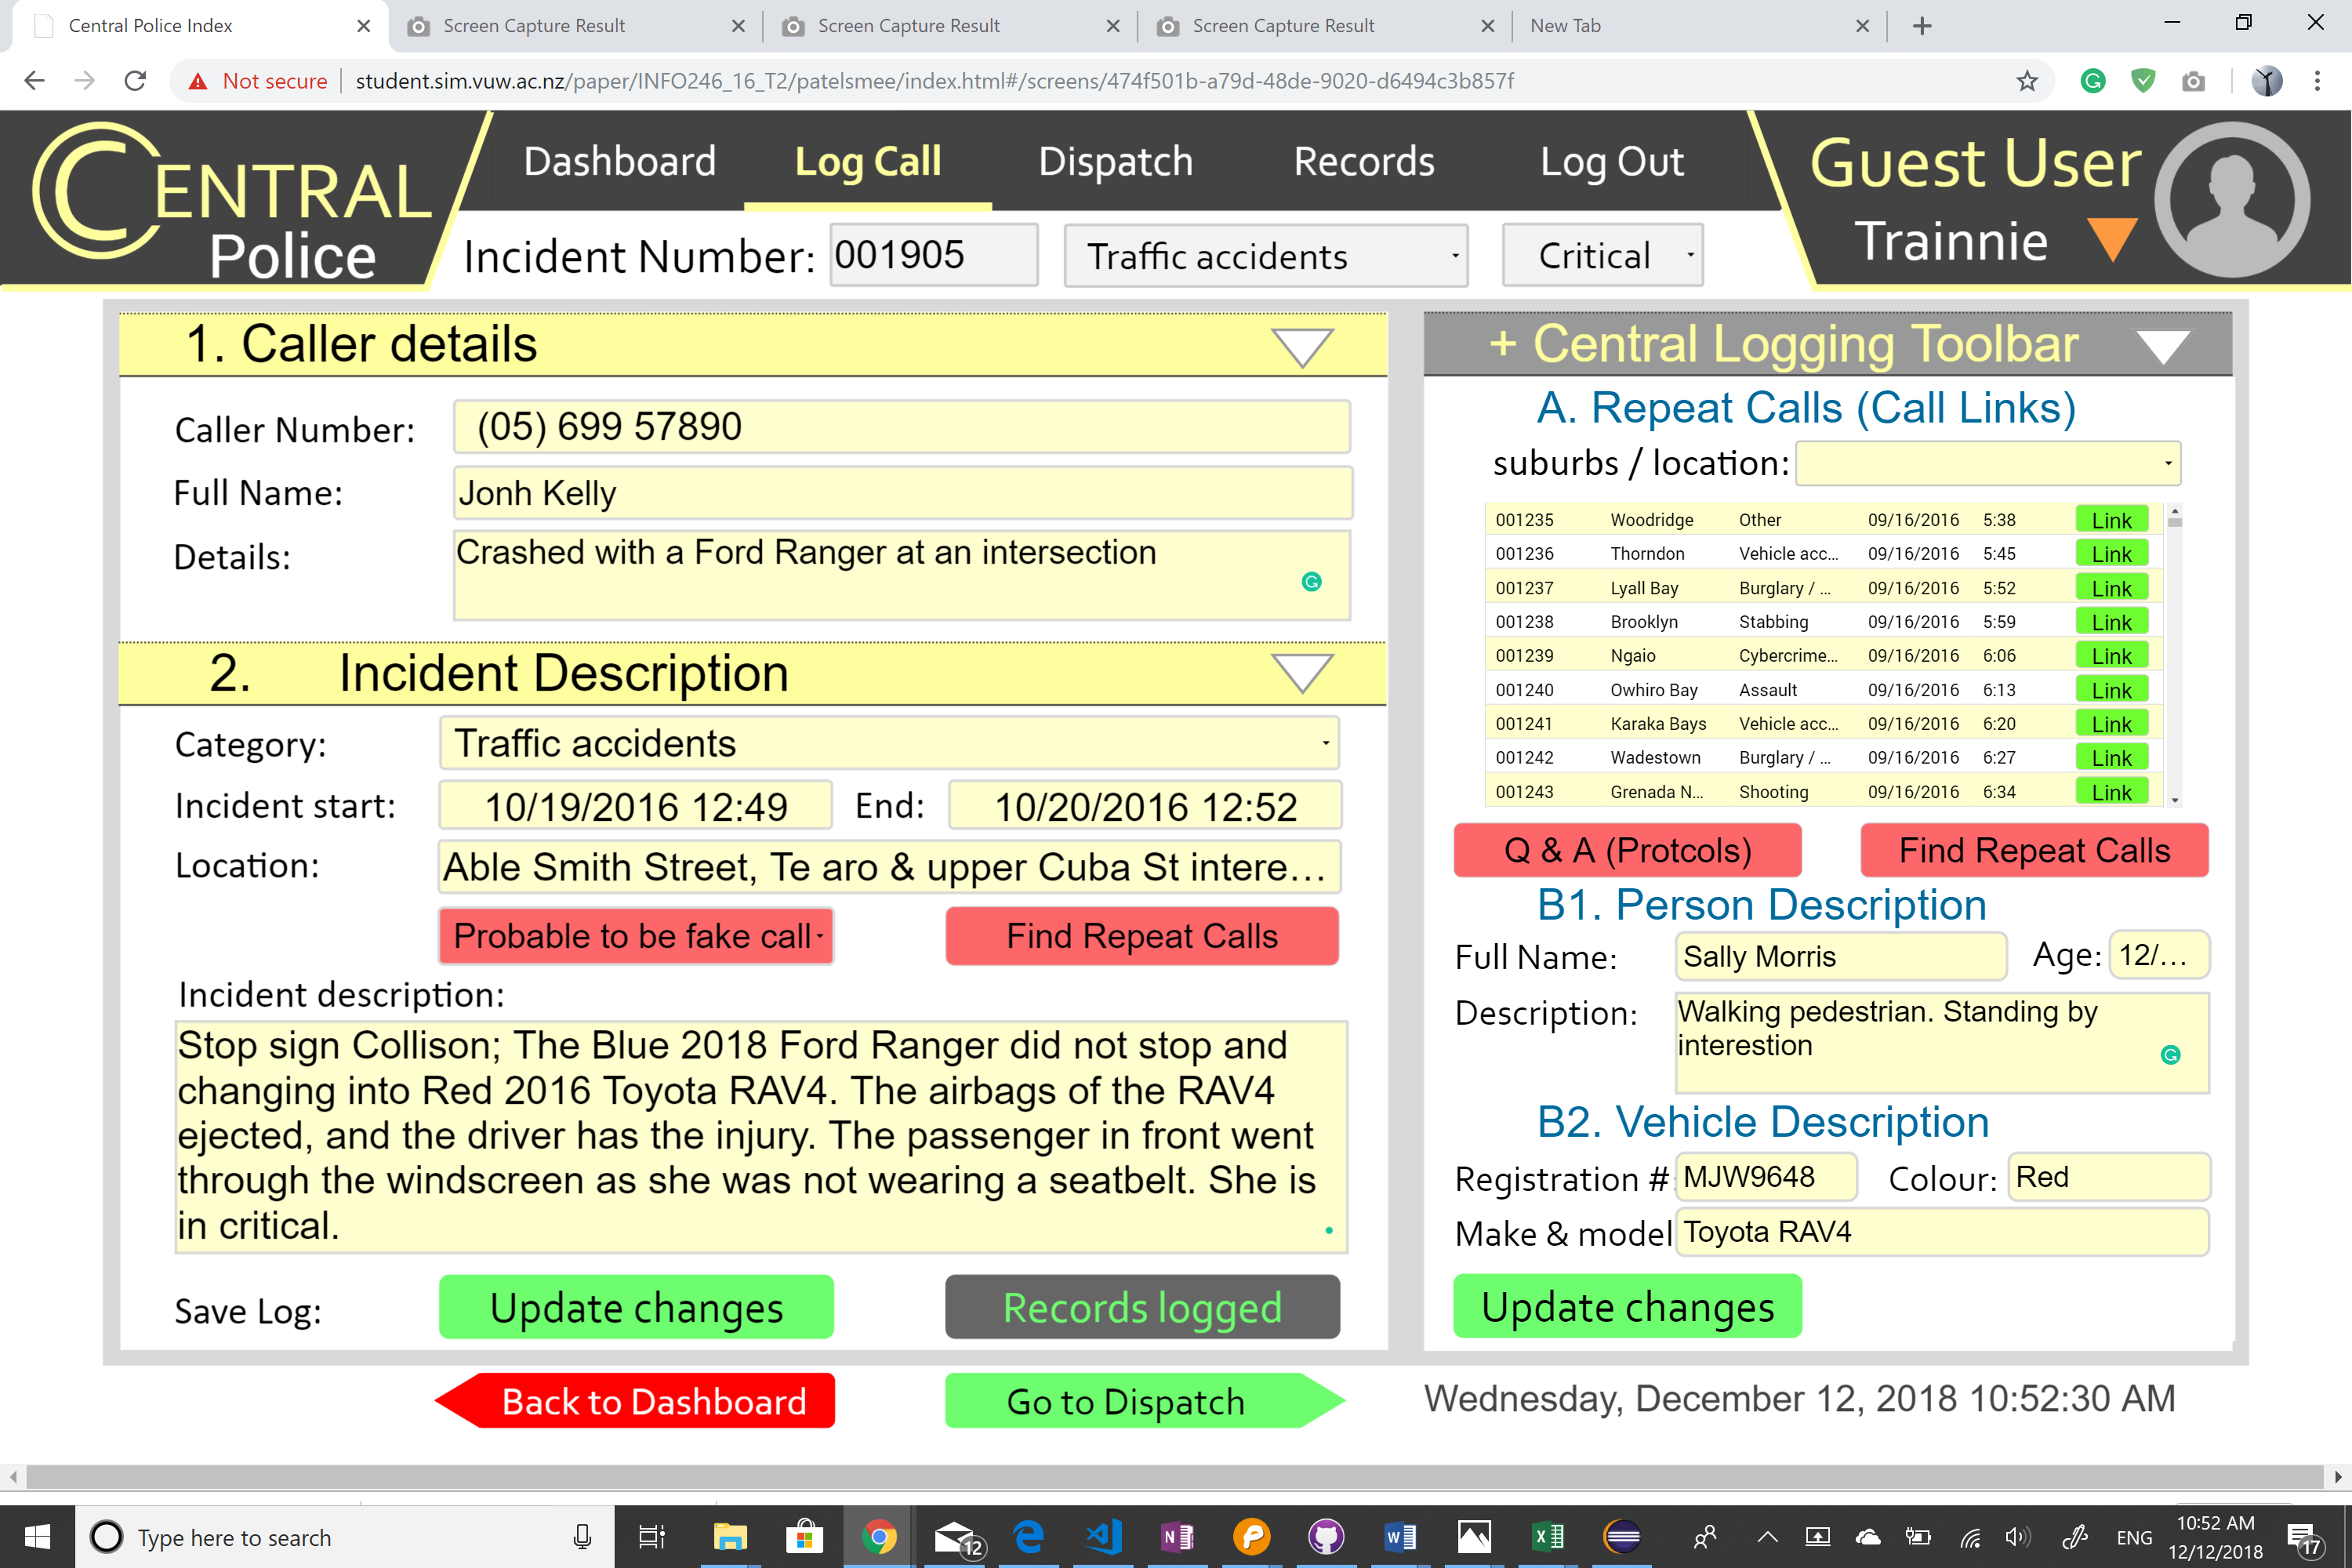 Central Police Index
Screen Capture Result
Screen Capture Result
Screen Capture Result
New Tab
Not secure
student.sim.vuw.ac.nz/paper/INFO246_16_T2/patelsmee/index.html#/screens/474f501b-a79d-48de-9020-d6494c3b857f
CENTRAL
Police
Dashboard
Log Call
Dispatch
Records
Log Out
Guest User
Trainnie
Incident Number: 001905
Traffic accidents
Critical
1. Caller details
Caller Number: (05) 699 57890
Full Name: Jonh Kelly
Details: Crashed with a Ford Ranger at an intersection
2. Incident Description
Category: Traffic accidents
Incident start: 10/19/2016 12:49 End: 10/20/2016 12:52
Location: Able Smith Street, Te aro & upper Cuba St intere...
Probable to be fake call
Find Repeat Calls
Incident description:
Stop sign Collison; The Blue 2018 Ford Ranger did not stop and
changing into Red 2016 Toyota RAV4. The airbags of the RAV4
ejected, and the driver has the injury. The passenger in front went
through the windscreen as she was not wearing a seatbelt. She is
in critical.
Save Log: Update changes Records logged
Back to Dashboard
Go to Dispatch
+ Central Logging Toolbar
A. Repeat Calls (Call Links)
suburbs / location:
001235 Woodridge Other 09/16/2016 5:38 Link
001236 Thorndon Vehicle acc... 09/16/2016 5:45 Link
001237 Lyall Bay Burglary / ... 09/16/2016 5:52 Link
001238 Brooklyn Stabbing 09/16/2016 5:59 Link
001239 Ngaio Cybercrime... 09/16/2016 6:06 Link
001240 Owhiro Bay Assault 09/16/2016 6:13 Link
001241 Karaka Bays Vehicle acc... 09/16/2016 6:20 Link
001242 Wadestown Burglary / ... 09/16/2016 6:27 Link
001243 Grenada N... Shooting 09/16/2016 6:34 Link
Q & A (Protcols)
Find Repeat Calls
B1. Person Description
Full Name: Sally Morris Age: 12/...
Description: Walking pedestrian. Standing by
interestion
B2. Vehicle Description
Registration # MJW9648 Colour: Red
Make & model Toyota RAV4
Update changes
Wednesday, December 12, 2018 10:52:30 AM
Type here to search
12
ENG
10:52 AM
12/12/2018
17